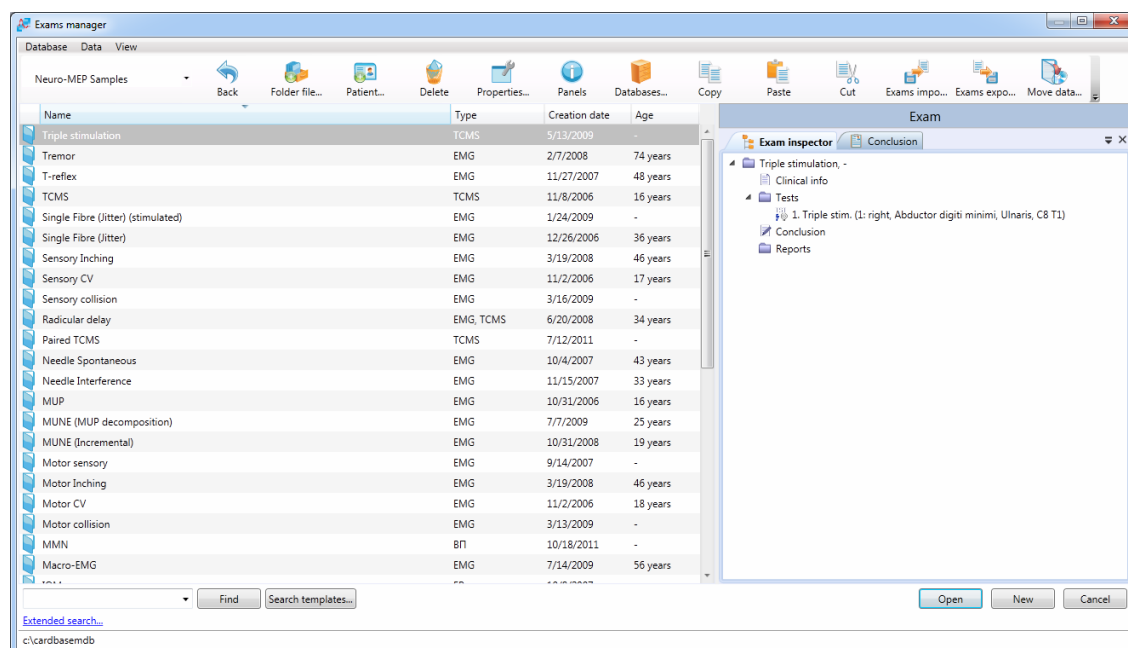 Exams manager
Database Data View
Neuro-MEP Samples
Back Folder file... Patient... Delete Properties... Panels Databases... Copy Paste Cut Exams impo... Exams expo... Move data...
Name Type Creation date Age
Triple stimulation TCMS 5/13/2009 -
Tremor EMG 2/7/2008 74 years
T-reflex EMG 11/27/2007 48 years
TCMS TCMS 11/8/2006 16 years
Single Fibre (Jitter) (stimulated) EMG 1/24/2009 -
Single Fibre (Jitter) EMG 12/26/2006 36 years
Sensory Inching EMG 3/19/2008 46 years
Sensory CV EMG 11/2/2006 17 years
Sensory collision EMG 3/16/2009 -
Radicular delay EMG, TCMS 6/20/2008 34 years
Paired TCMS TCMS 7/12/2011 -
Needle Spontaneous EMG 10/4/2007 43 years
Needle Interference EMG 11/15/2007 33 years
MUP EMG 10/31/2006 16 years
MUNE (MUP decomposition) EMG 7/7/2009 25 years
MUNE (Incremental) EMG 10/31/2008 19 years
Motor sensory EMG 9/14/2007 -
Motor Inching EMG 3/19/2008 46 years
Motor CV EMG 11/2/2006 18 years
Motor collision EMG 3/13/2009 -
MMN ВП 10/18/2011 -
Macro-EMG EMG 7/14/2009 56 years
Exam
Exam inspector Conclusion
Triple stimulation, -
Clinical info
Tests
1. Triple stim. (1: right, Abductor digiti minimi, Ulnaris, C8 T1)
Conclusion
Reports
Find Search templates... Open New Cancel
Extended search...
c:\cardbasemdb